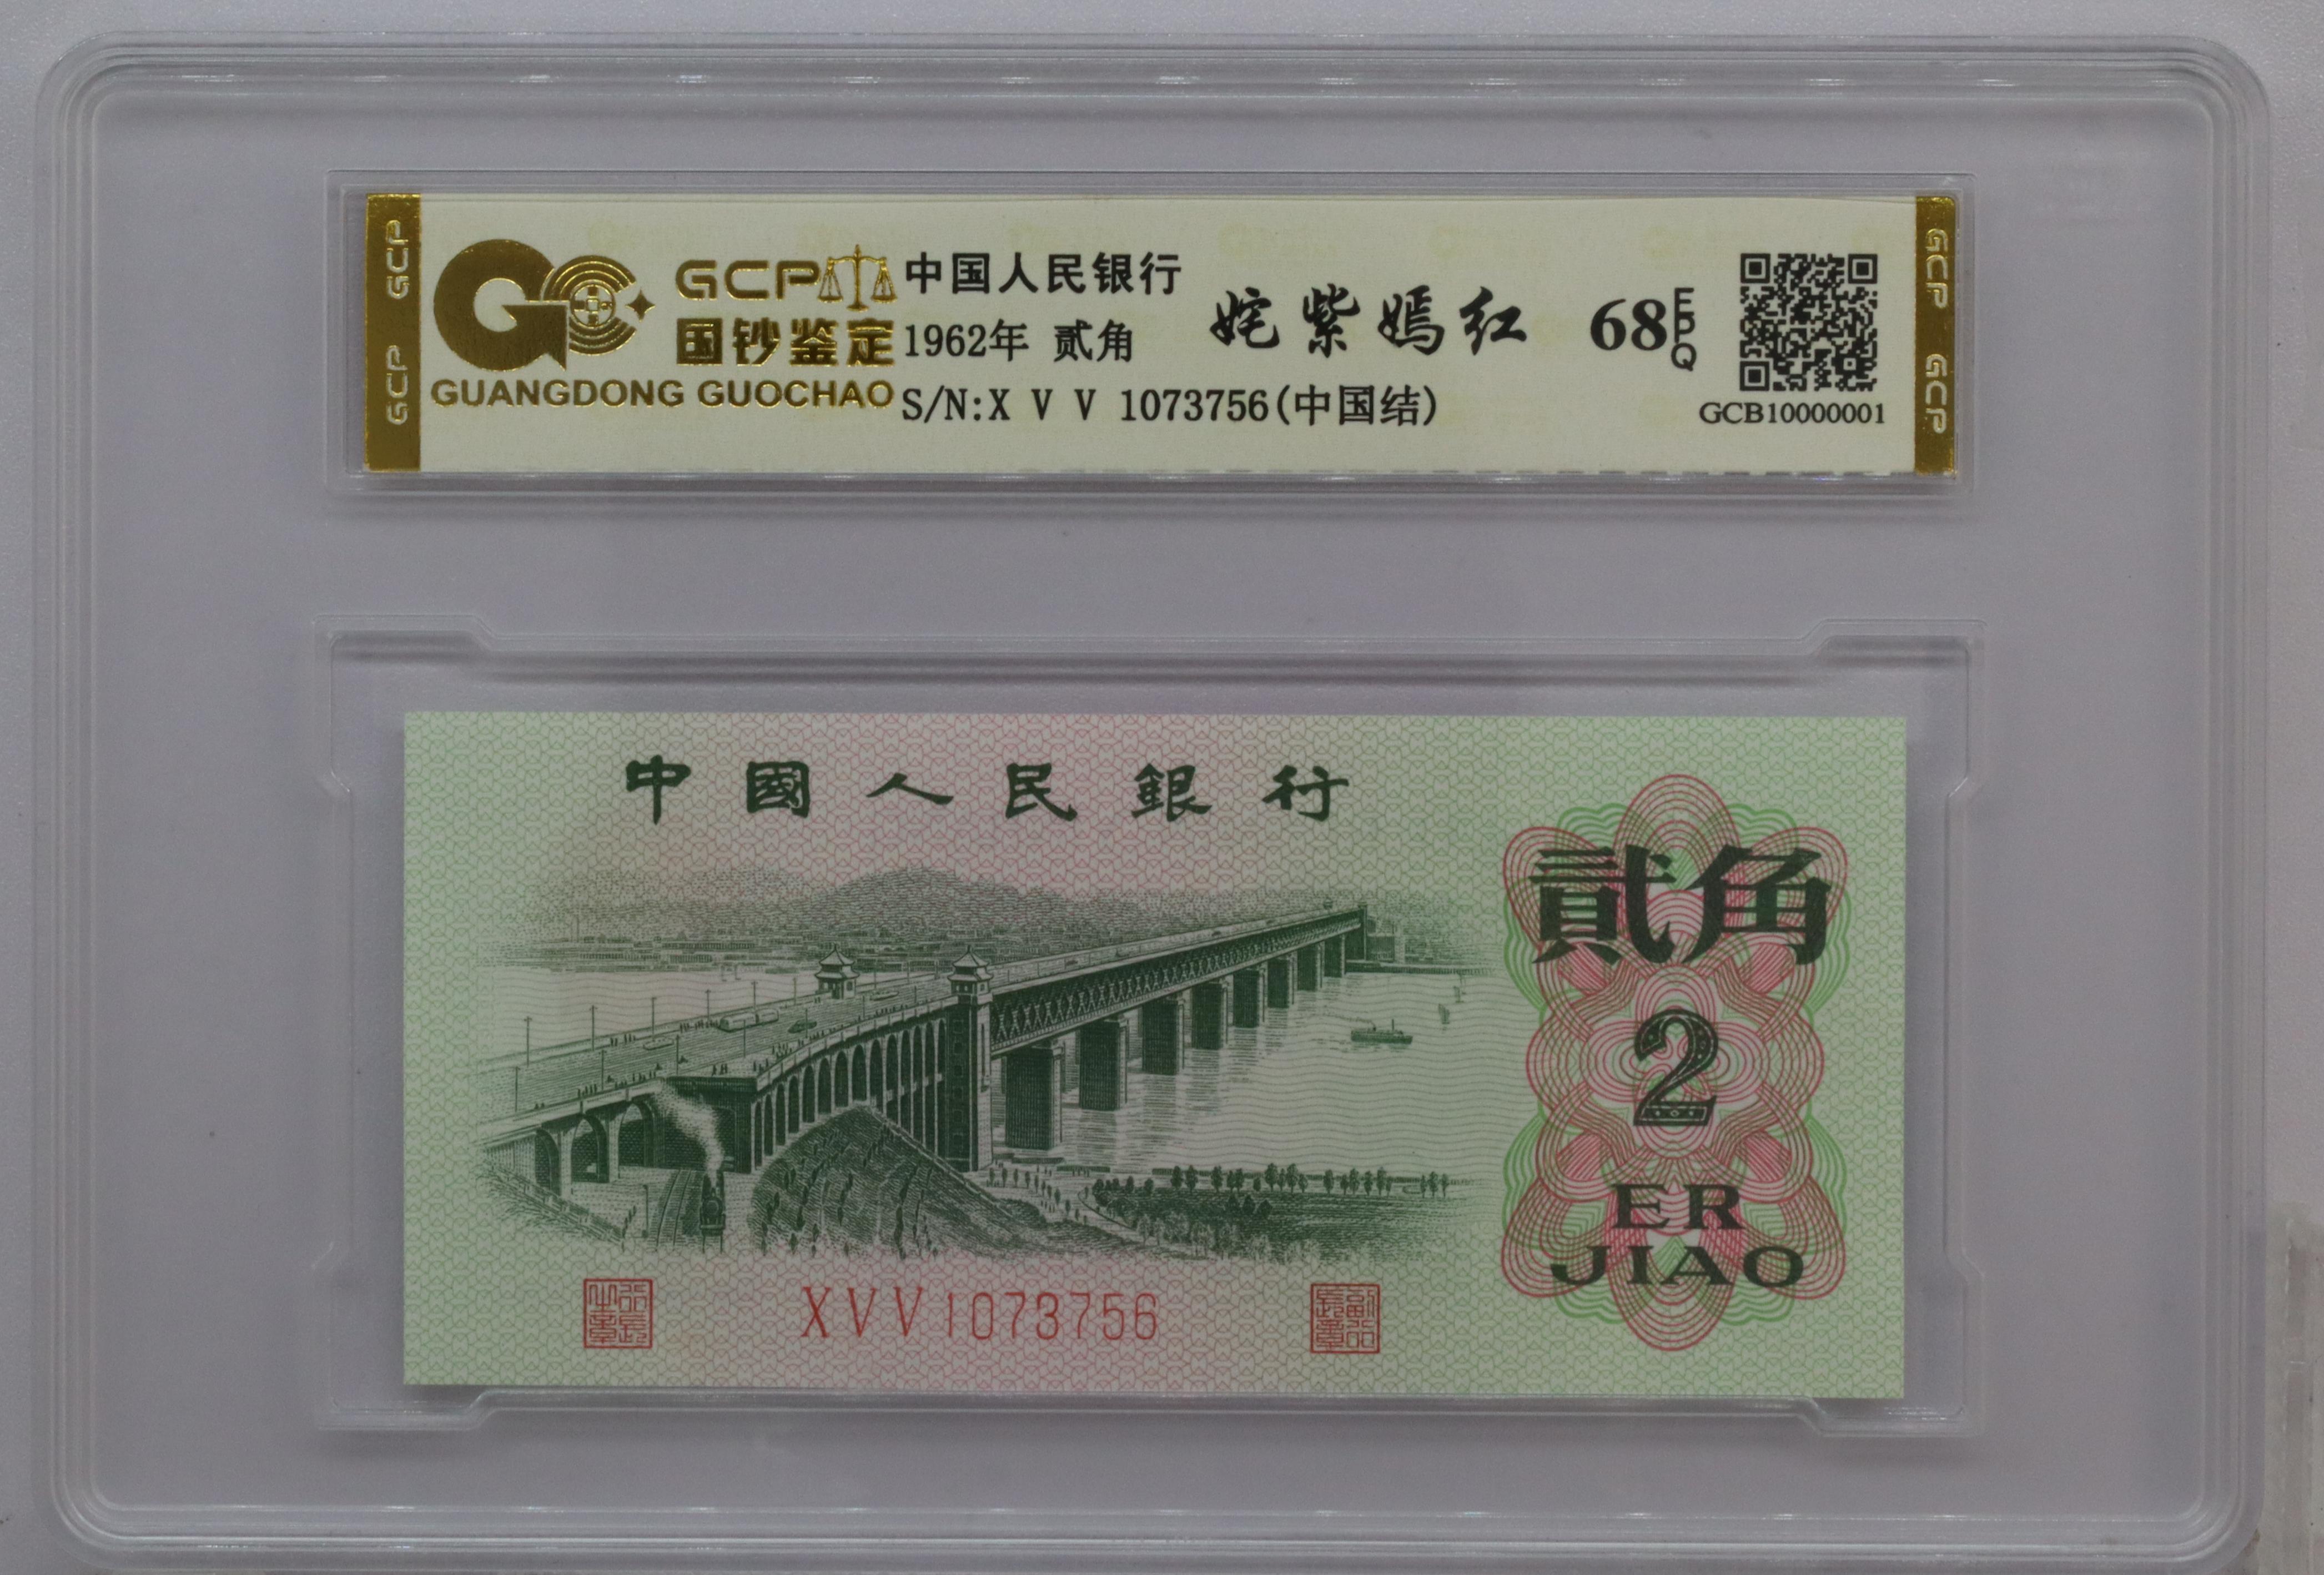 GCP
GCP
GCP
国钞鉴定
GUANGDONG GUOCHAO
中国人民银行
1962年 贰角
S/N:X V V 1073756(中国结)
姹紫嫣红
68 EPQ
GCB10000001
GCP
GCP
中國人民銀行
貳角
2
ER
JIAO
XVV1073756